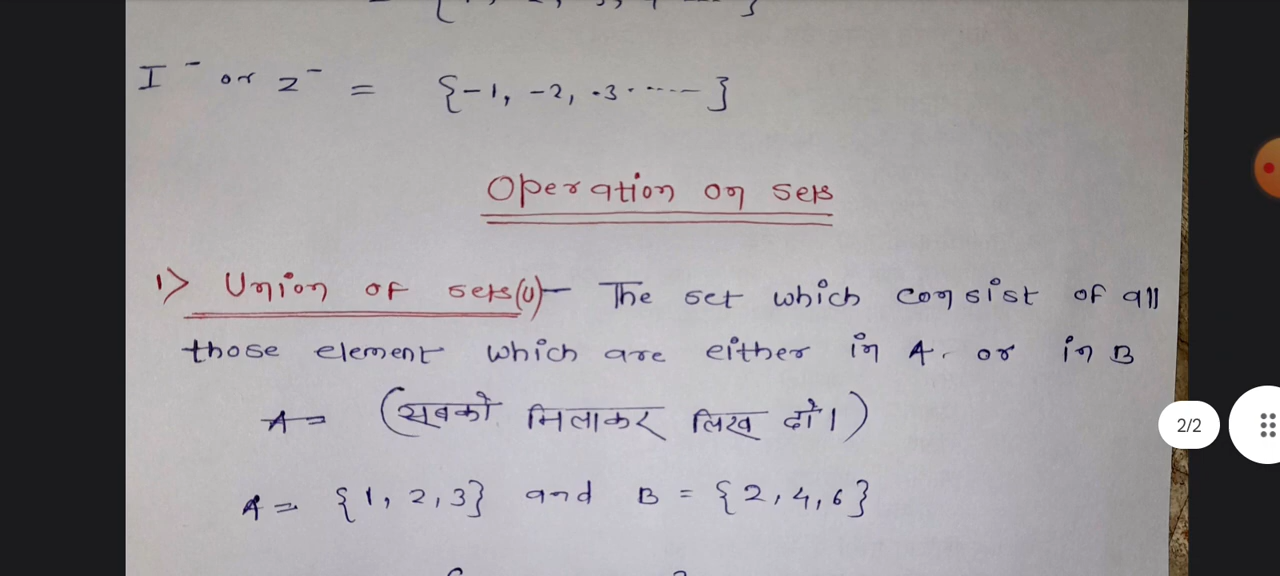 I⁻ or Z⁻ = {-1, -2, -3.----}
Operation on sets
1) Union of sets(U)- The set which consist of all
those element which are either in A. or in B
A= (सबको मिलाकर लिख दो।)
A= {1, 2, 3} and B = {2, 4, 6}
2/2